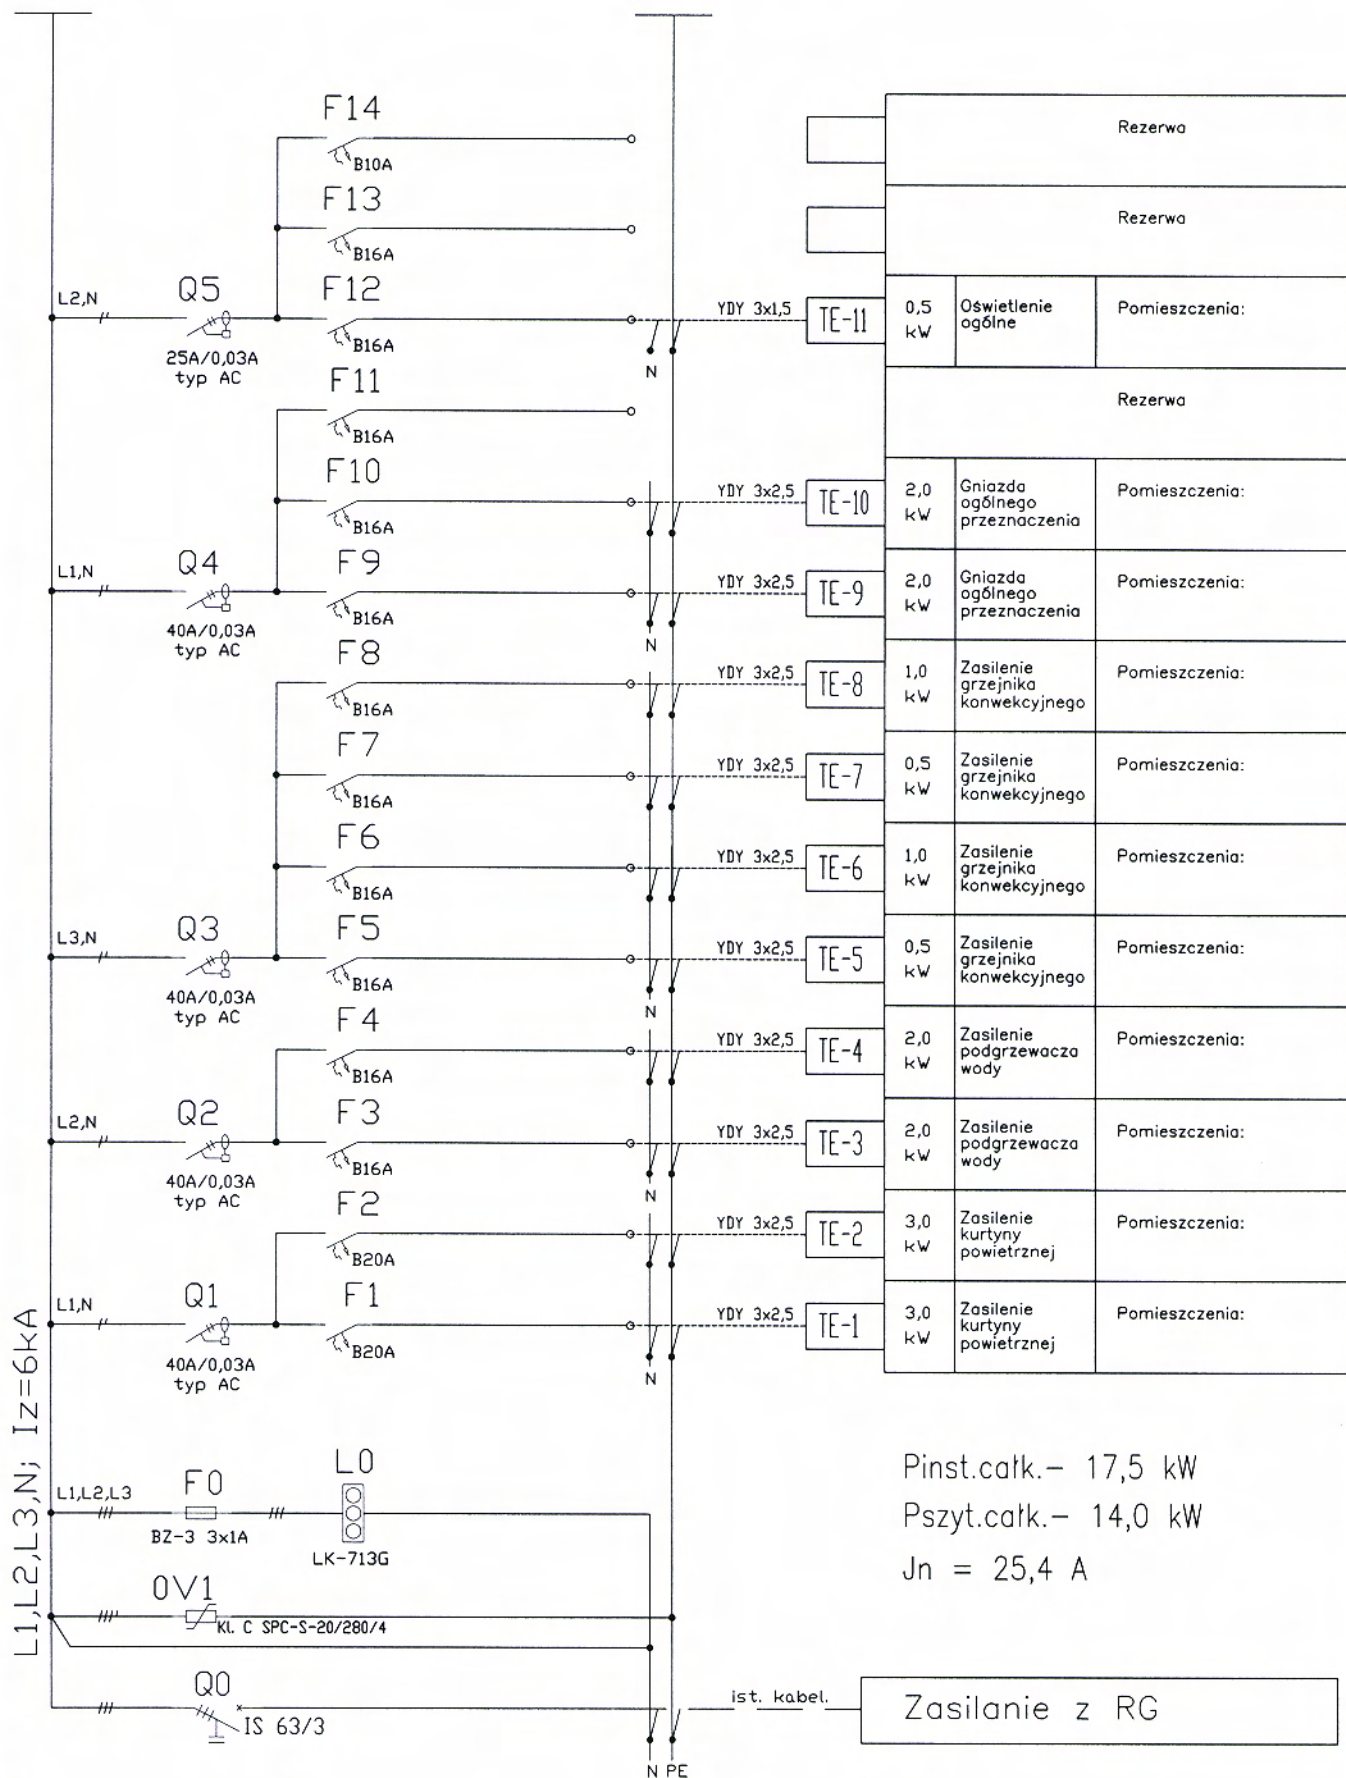 F14
B10A
Rezerwa
F13
B16A
Rezerwa
L2,N
Q5
25A/0,03A
typ AC
F12
B16A
YDY 3x1,5
N
TE-11
0,5
kW
Oświetlenie
ogólne
Pomieszczenia:
F11
B16A
Rezerwa
F10
B16A
YDY 3x2,5
TE-10
2,0
kW
Gniazda
ogólnego
przeznaczenia
Pomieszczenia:
L1,N
Q4
40A/0,03A
typ AC
F9
B16A
YDY 3x2,5
N
TE-9
2,0
kW
Gniazda
ogólnego
przeznaczenia
Pomieszczenia:
F8
B16A
YDY 3x2,5
TE-8
1,0
kW
Zasilenie
grzejnika
konwekcyjnego
Pomieszczenia:
F7
B16A
YDY 3x2,5
TE-7
0,5
kW
Zasilenie
grzejnika
konwekcyjnego
Pomieszczenia:
F6
B16A
YDY 3x2,5
TE-6
1,0
kW
Zasilenie
grzejnika
konwekcyjnego
Pomieszczenia:
L3,N
Q3
40A/0,03A
typ AC
F5
B16A
YDY 3x2,5
N
TE-5
0,5
kW
Zasilenie
grzejnika
konwekcyjnego
Pomieszczenia:
F4
B16A
YDY 3x2,5
TE-4
2,0
kW
Zasilenie
podgrzewacza
wody
Pomieszczenia:
L2,N
Q2
40A/0,03A
typ AC
F3
B16A
YDY 3x2,5
N
TE-3
2,0
kW
Zasilenie
podgrzewacza
wody
Pomieszczenia:
F2
B20A
YDY 3x2,5
TE-2
3,0
kW
Zasilenie
kurtyny
powietrznej
Pomieszczenia:
L1,N
Q1
40A/0,03A
typ AC
F1
B20A
YDY 3x2,5
N
TE-1
3,0
kW
Zasilenie
kurtyny
powietrznej
Pomieszczenia:
L1,L2,L3,N; Iz=6kA
L1,L2,L3
F0
BZ-3 3x1A
L0
LK-713G
Pinst.całk.- 17,5 kW
Pszyt.całk.- 14,0 kW
Jn = 25,4 A
OV1
Kl. C SPC-S-20/280/4
Q0
IS 63/3
ist. kabel.
Zasilanie z RG
N PE